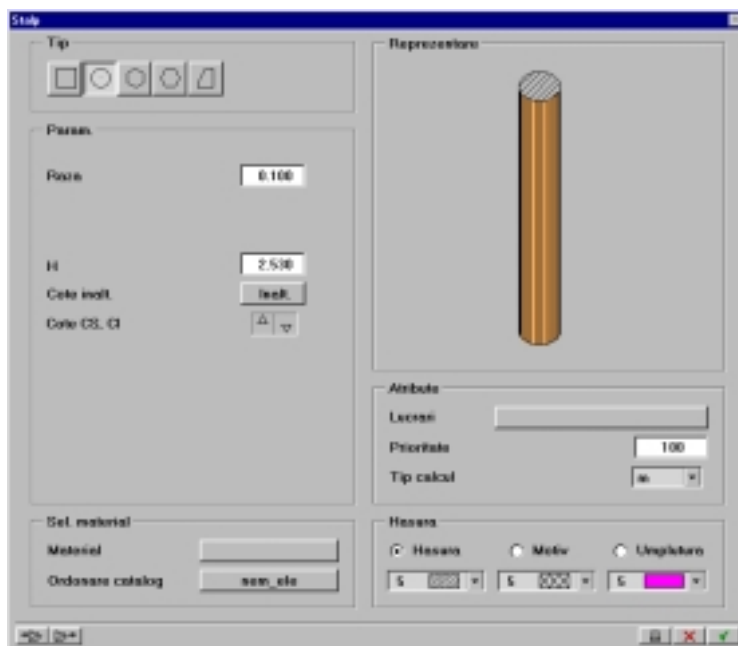 Stalp
Tip
Reprezentare
Param.
Raza 0.100
H 2.530
Cote inalt. Inalt.
Cote CS, CI
Atribute
Lucrari
Prioritate 100
Tip calcul m
Sel. material
Material
Ordonare catalog nem_ele
Hasura
Hasura Motiv Umplutura
5 5 5